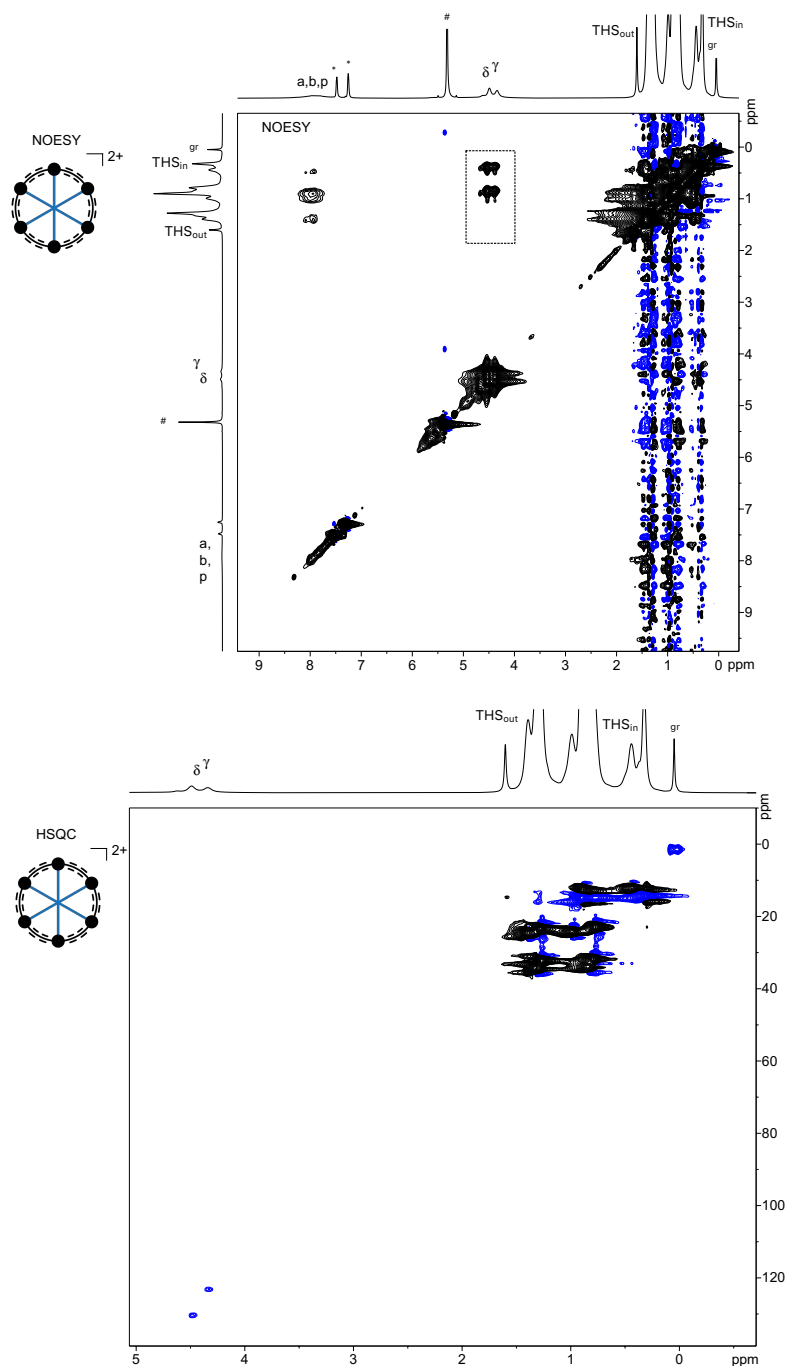 #
THSout
THSin
gr
*
*
δ γ
a,b,p
ppm
NOESY
NOESY
2+
gr
THSin
THSout
γ
δ
#
a,
b,
p
0
1
2
3
4
5
6
7
8
9
9 8 7 6 5 4 3 2 1 0 ppm
THSout
THSin
gr
δ γ
ppm
HSQC
2+
0
20
40
60
80
100
120
5 4 3 2 1 0 ppm